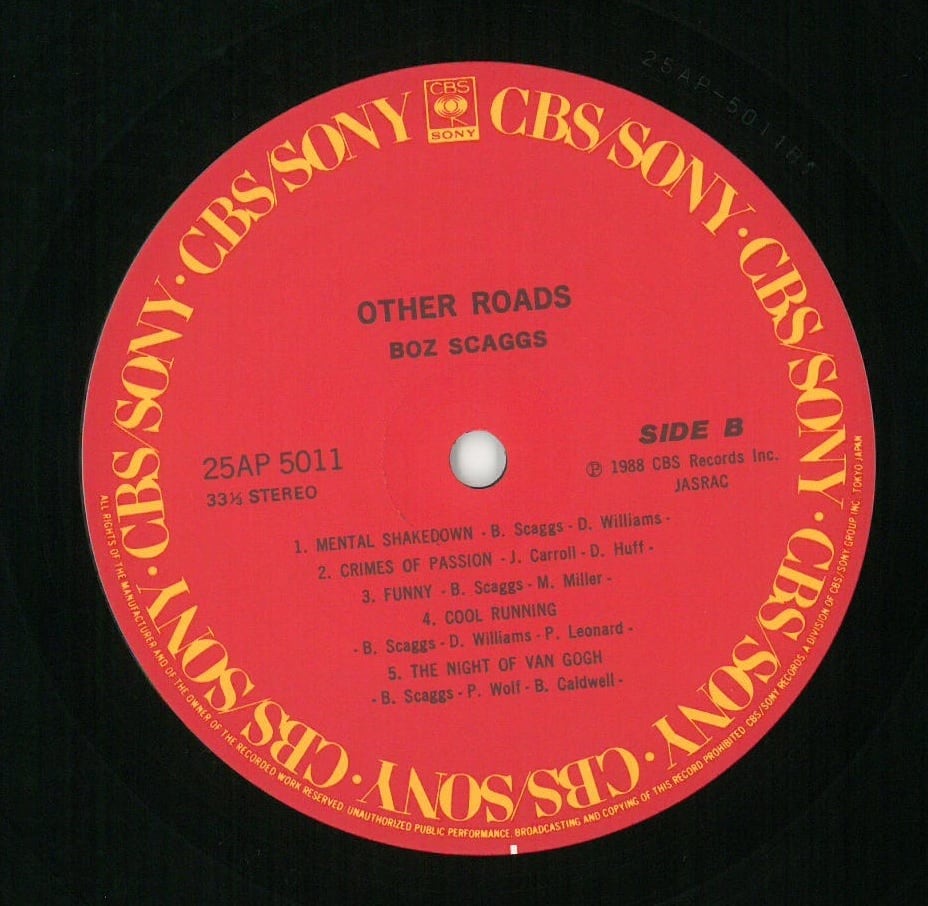 25AP-5011B1
CBS
SONY
CBS/SONY · CBS/SONY · CBS/SONY · CBS/SONY · CBS/SONY · CBS/SONY · CBS/SONY · CBS/SONY
OTHER ROADS
BOZ SCAGGS
SIDE B
25AP 5011
℗ 1988 CBS Records Inc.
33⅓ STEREO
JASRAC
1. MENTAL SHAKEDOWN - B. Scaggs - D. Williams -
2. CRIMES OF PASSION - J. Carroll - D. Huff -
3. FUNNY - B. Scaggs - M. Miller -
4. COOL RUNNING
- B. Scaggs - D. Williams - P. Leonard -
5. THE NIGHT OF VAN GOGH
- B. Scaggs - P. Wolf - B. Caldwell -
ALL RIGHTS OF THE MANUFACTURER AND OF THE OWNER OF THE RECORDED WORK RESERVED. UNAUTHORIZED PUBLIC PERFORMANCE. BROADCASTING AND COPYING OF THIS RECORD PROHIBITED. CBS/SONY RECORDS, A DIVISION OF CBS/SONY GROUP INC. TOKYO JAPAN